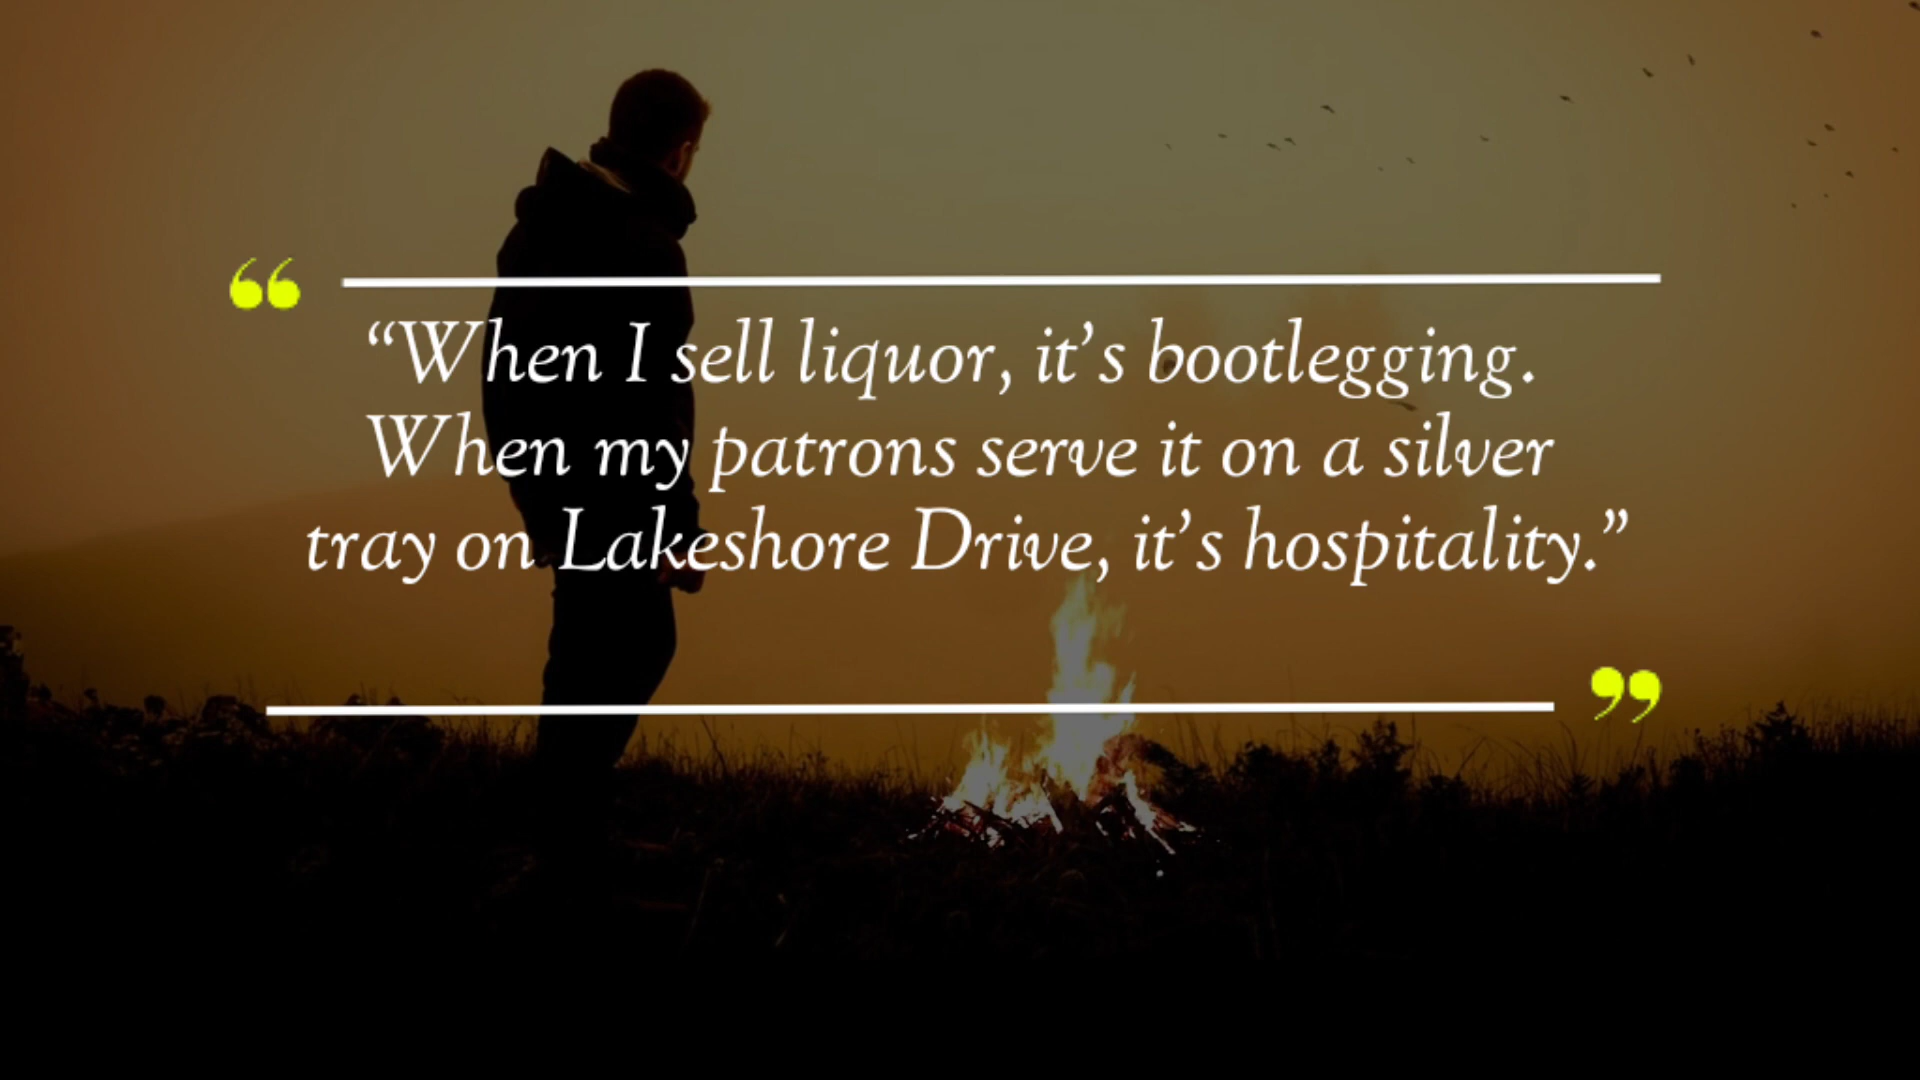 “When I sell liquor, it’s bootlegging.
When my patrons serve it on a silver
tray on Lakeshore Drive, it’s hospitality.”